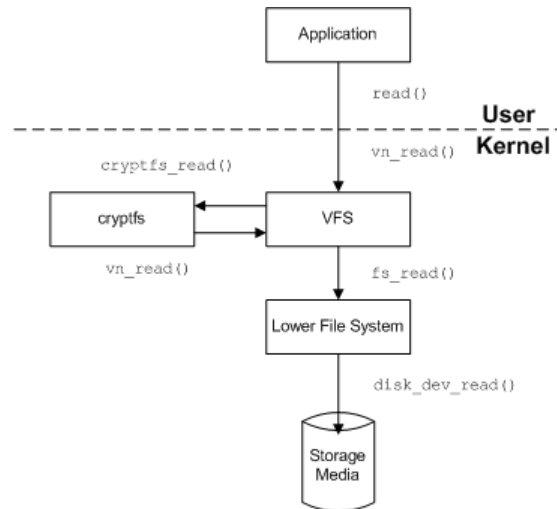 Application
read()
User
Kernel
vn_read()
cryptfs_read()
cryptfs
VFS
vn_read()
fs_read()
Lower File System
disk_dev_read()
Storage
Media